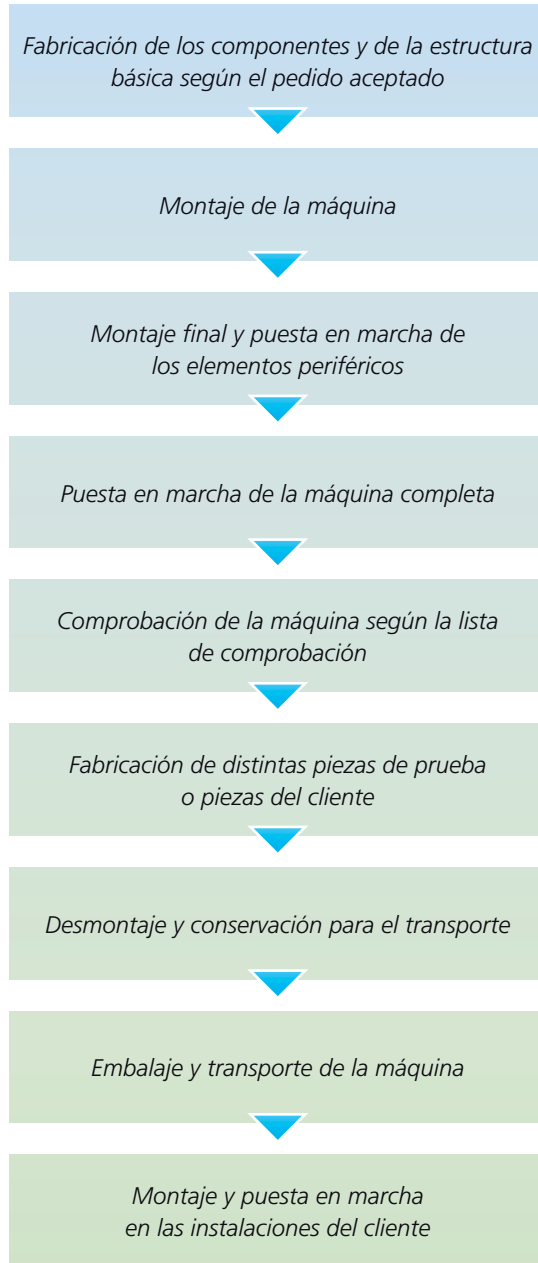 Fabricación de los componentes y de la estructura
básica según el pedido aceptado
Montaje de la máquina
Montaje final y puesta en marcha de
los elementos periféricos
Puesta en marcha de la máquina completa
Comprobación de la máquina según la lista
de comprobación
Fabricación de distintas piezas de prueba
o piezas del cliente
Desmontaje y conservación para el transporte
Embalaje y transporte de la máquina
Montaje y puesta en marcha
en las instalaciones del cliente